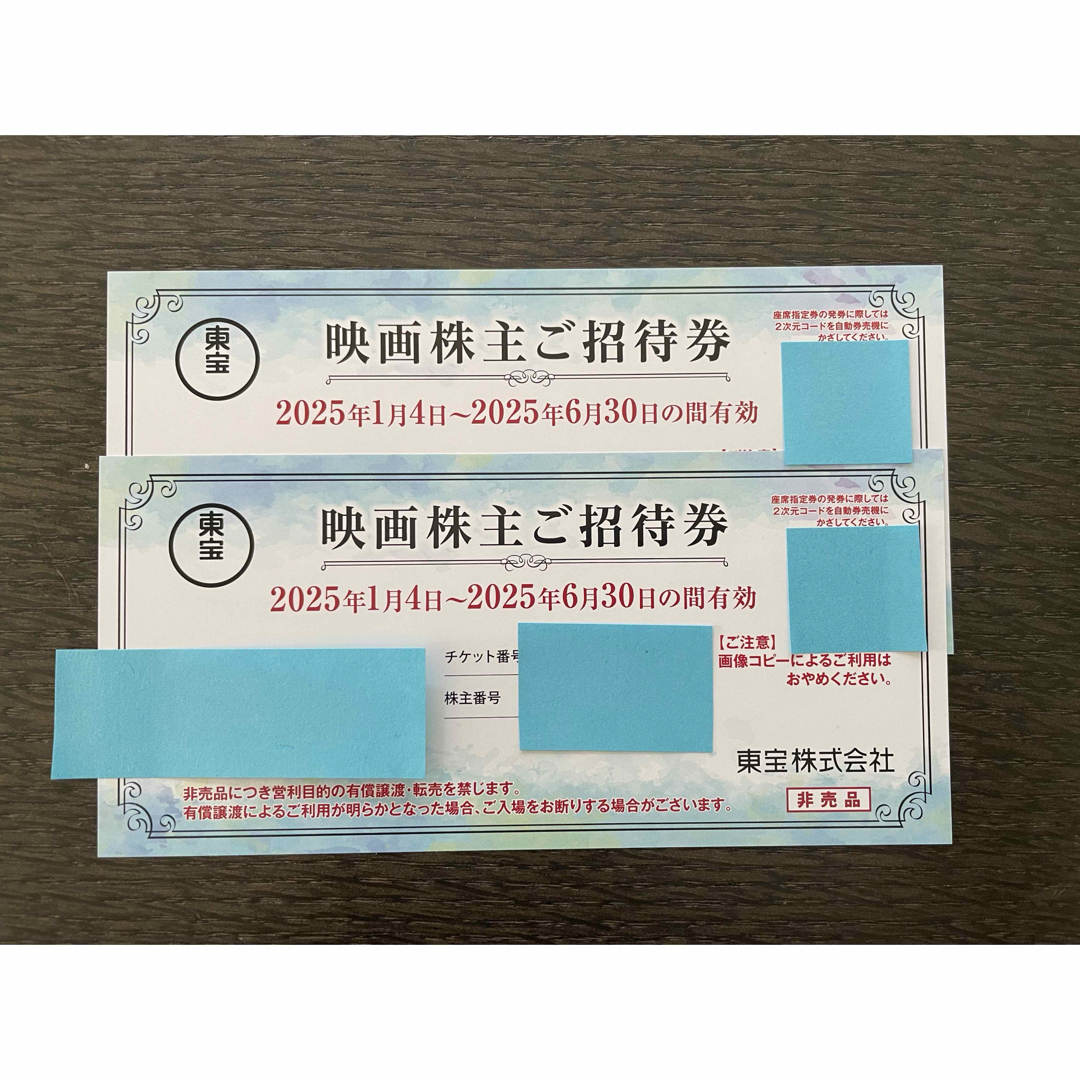 東宝
映画株主ご招待券
2025年1月4日～2025年6月30日の間有効
座席指定券の発券に際しては
2次元コードを自動券売機に
かざしてください。
東宝
映画株主ご招待券
2025年1月4日～2025年6月30日の間有効
座席指定券の発券に際しては
2次元コードを自動券売機に
かざしてください。
チケット番号
株主番号
【ご注意】
画像コピーによるご利用は
おやめください。
東宝株式会社
非売品につき営利目的の有償譲渡・転売を禁じます。
有償譲渡によるご利用が明らかとなった場合、ご入場をお断りする場合がございます。
非売品